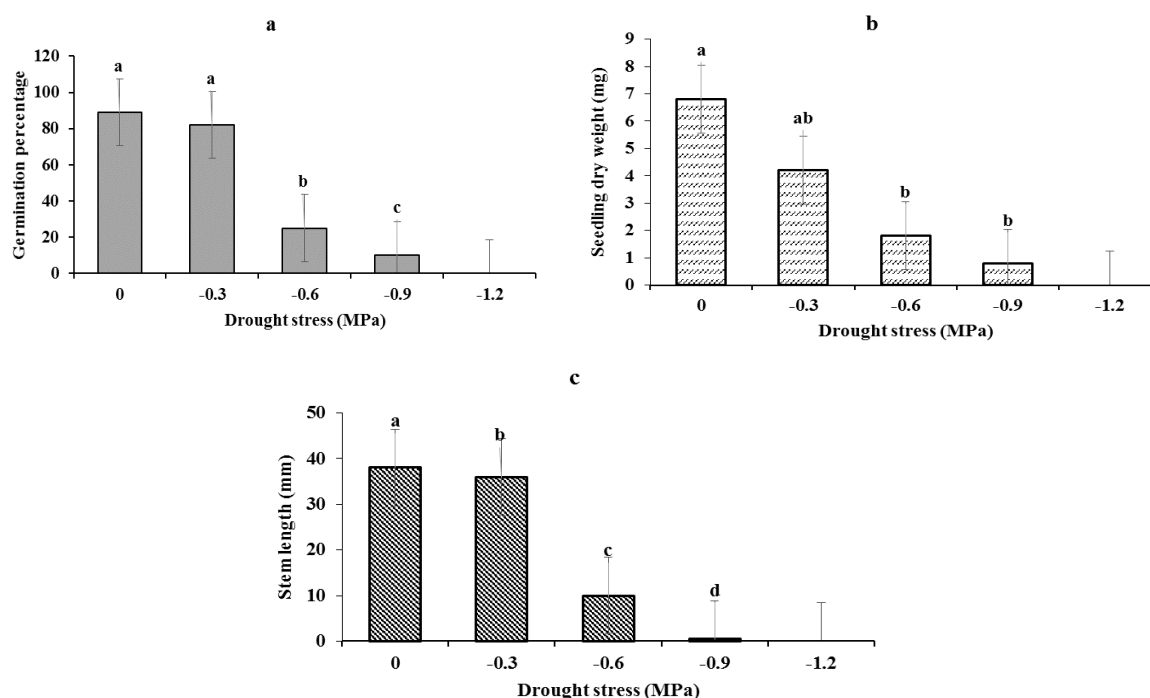 a
120
100
80
60
40
20
0
Germination percentage
a
a
b
c
0 -0.3 -0.6 -0.9 -1.2
Drought stress (MPa)
b
9
8
7
6
5
4
3
2
1
0
Seedling dry weight (mg)
a
ab
b
b
0 -0.3 -0.6 -0.9 -1.2
Drought stress (MPa)
c
50
40
30
20
10
0
Stem length (mm)
a
b
c
d
0 -0.3 -0.6 -0.9 -1.2
Drought stress (MPa)